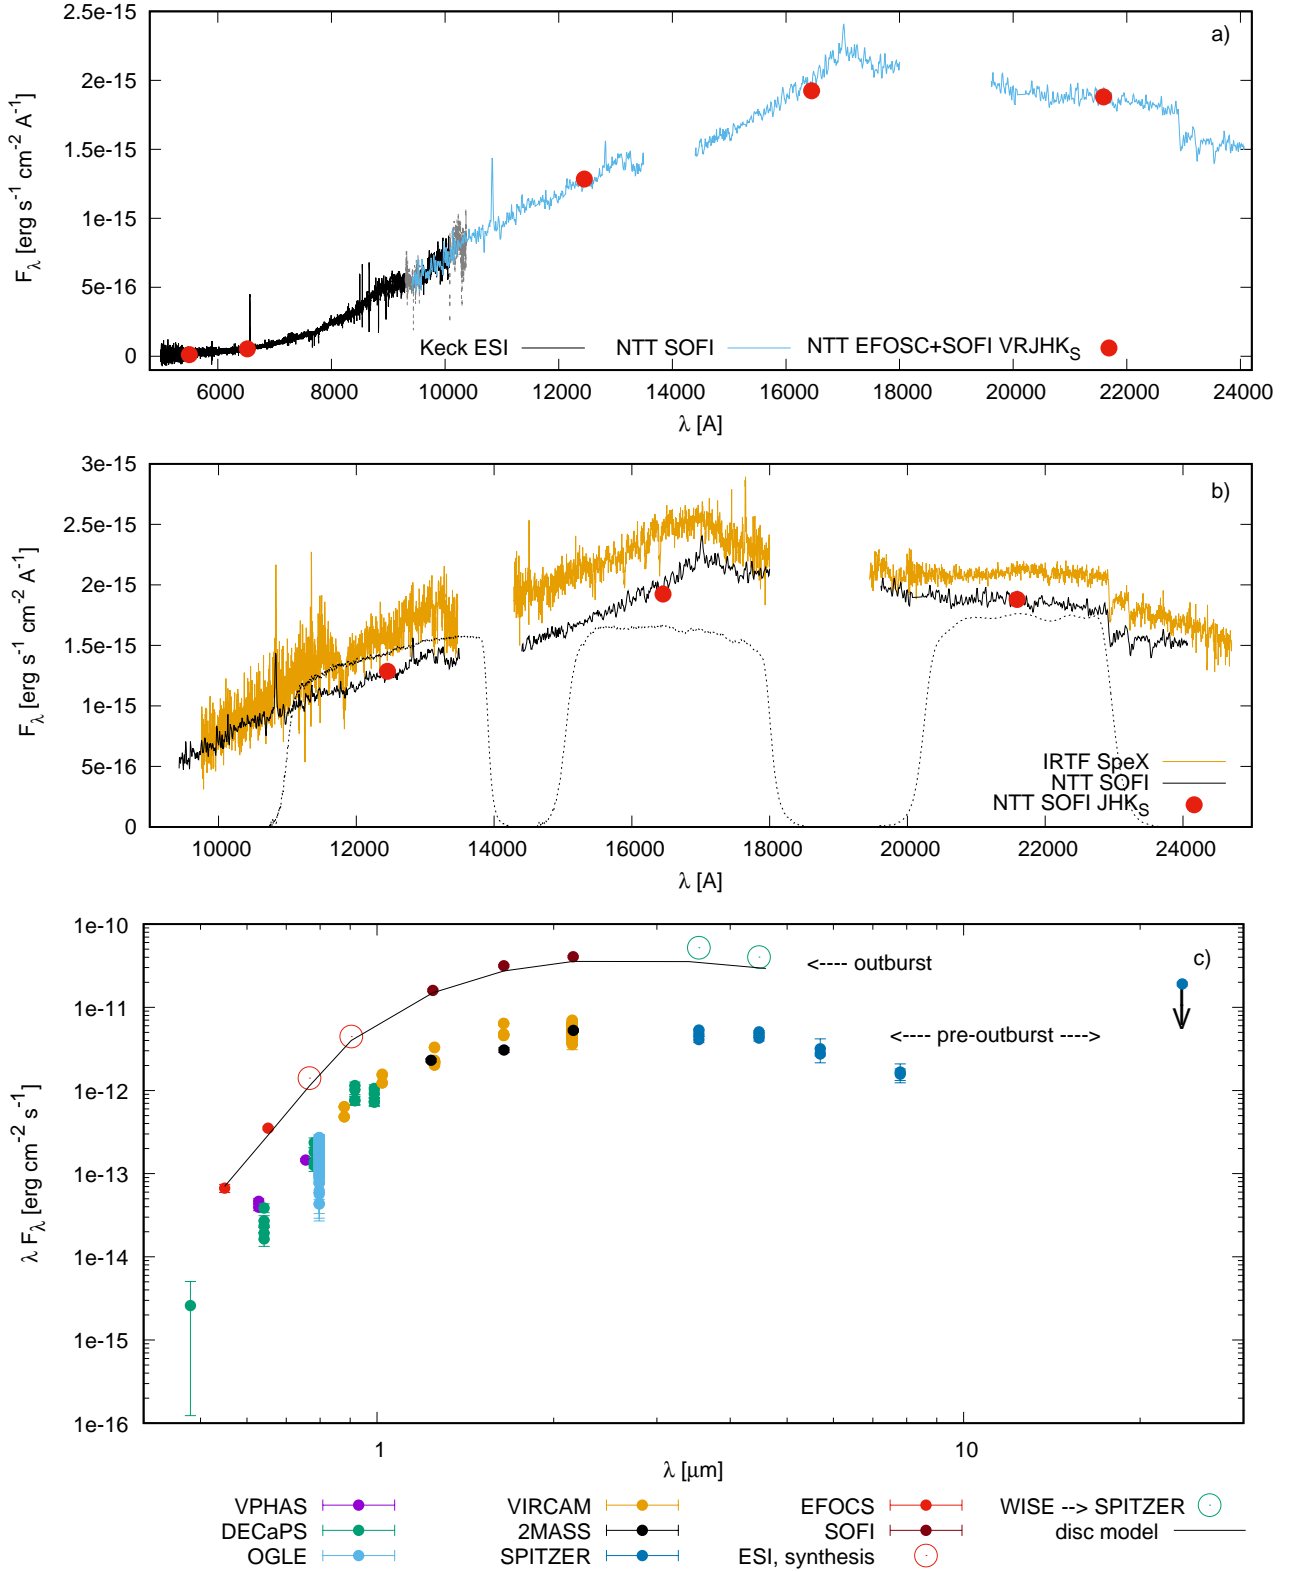 2.5e-15
2e-15
1.5e-15
1e-15
5e-16
0
F_λ [erg s⁻¹ cm⁻² A⁻¹]
a)
Keck ESI
NTT SOFI
NTT EFOSC+SOFI VRJHK_S
6000 8000 10000 12000 14000 16000 18000 20000 22000 24000
λ [A]
3e-15
2.5e-15
2e-15
1.5e-15
1e-15
5e-16
0
F_λ [erg s⁻¹ cm⁻² A⁻¹]
b)
IRTF SpeX
NTT SOFI
NTT SOFI JHK_S
10000 12000 14000 16000 18000 20000 22000 24000
λ [A]
1e-10
1e-11
1e-12
1e-13
1e-14
1e-15
1e-16
λ F_λ [erg cm⁻² s⁻¹]
c)
<---- outburst
<---- pre-outburst ---->
1 10
λ [μm]
VPHAS
DECaPS
OGLE
VIRCAM
2MASS
SPITZER
EFOCS
SOFI
ESI, synthesis
WISE --> SPITZER
disc model